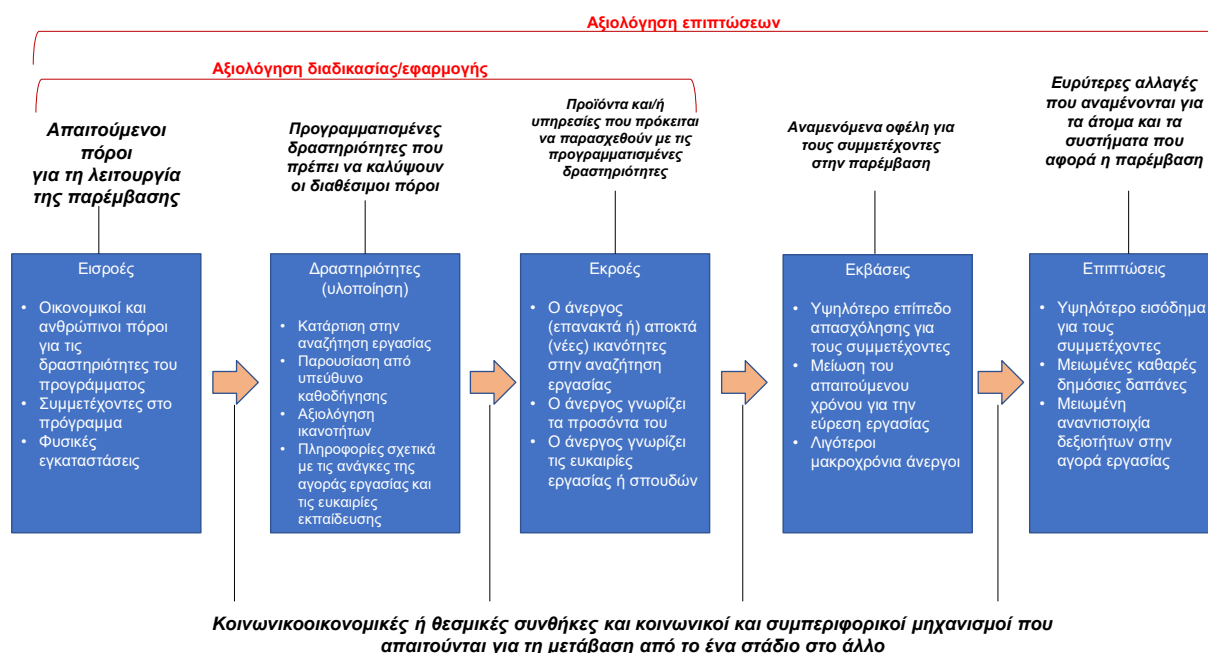 Αξιολόγηση επιπτώσεων
Αξιολόγηση διαδικασίας/εφαρμογής
Απαιτούμενοι
πόροι
για τη λειτουργία
της παρέμβασης
Προγραμματισμένες
δραστηριότητες που
πρέπει να καλύψουν
οι διαθέσιμοι πόροι
Προϊόντα και/ή
υπηρεσίες που πρόκειται
να παρασχεθούν με τις
προγραμματισμένες
δραστηριότητες
Αναμενόμενα οφέλη για
τους συμμετέχοντες
στην παρέμβαση
Ευρύτερες αλλαγές
που αναμένονται για
τα άτομα και τα
συστήματα που
αφορά η παρέμβαση
Εισροές
• Οικονομικοί και
ανθρώπινοι πόροι
για τις
δραστηριότητες του
προγράμματος
• Συμμετέχοντες στο
πρόγραμμα
• Φυσικές
εγκαταστάσεις
Δραστηριότητες
(υλοποίηση)
• Κατάρτιση στην
αναζήτηση εργασίας
• Παρουσίαση από
υπεύθυνο
καθοδήγησης
• Αξιολόγηση
ικανοτήτων
• Πληροφορίες σχετικά
με τις ανάγκες της
αγοράς εργασίας και
τις ευκαιρίες
εκπαίδευσης
Εκροές
• Ο άνεργος
(επανακτά ή) αποκτά
(νέες) ικανότητες
στην αναζήτηση
εργασίας
• Ο άνεργος γνωρίζει
τα προσόντα του
• Ο άνεργος γνωρίζει
τις ευκαιρίες
εργασίας ή σπουδών
Εκβάσεις
• Υψηλότερο επίπεδο
απασχόλησης για
τους συμμετέχοντες
• Μείωση του
απαιτούμενου
χρόνου για την
εύρεση εργασίας
• Λιγότεροι
μακροχρόνια άνεργοι
Επιπτώσεις
• Υψηλότερο εισόδημα
για τους
συμμετέχοντες
• Μειωμένες καθαρές
δημόσιες δαπάνες
• Μειωμένη
αναντιστοιχία
δεξιοτήτων στην
αγορά εργασίας
Κοινωνικοοικονομικές ή θεσμικές συνθήκες και κοινωνικοί και συμπεριφορικοί μηχανισμοί που
απαιτούνται για τη μετάβαση από το ένα στάδιο στο άλλο